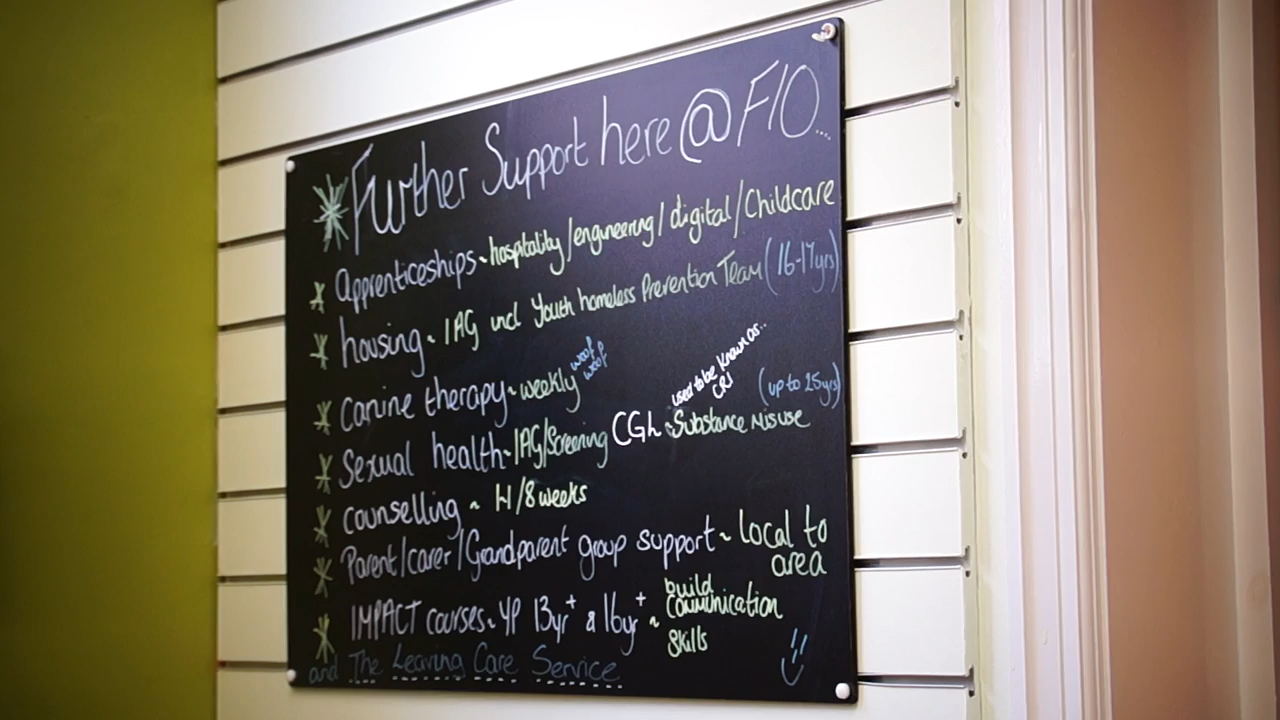 Further Support here @ FIO....
Apprenticeships ~ hospitality/engineering/digital/Childcare
housing ~ IAG incl Youth homeless Prevention Team (16-17yrs)
Canine therapy ~ weekly woof woof
used to be known as.. CRI
Sexual health ~ IAG/Screening CGL ~ Substance Misuse (up to 25yrs)
counselling ~ /8 weeks
Parent/carer/Grandparent group support ~ local to
area
IMPACT courses ~ YP 13yr+ & 16yr+ ~ build
communication
skills
and The Leaving Care Service